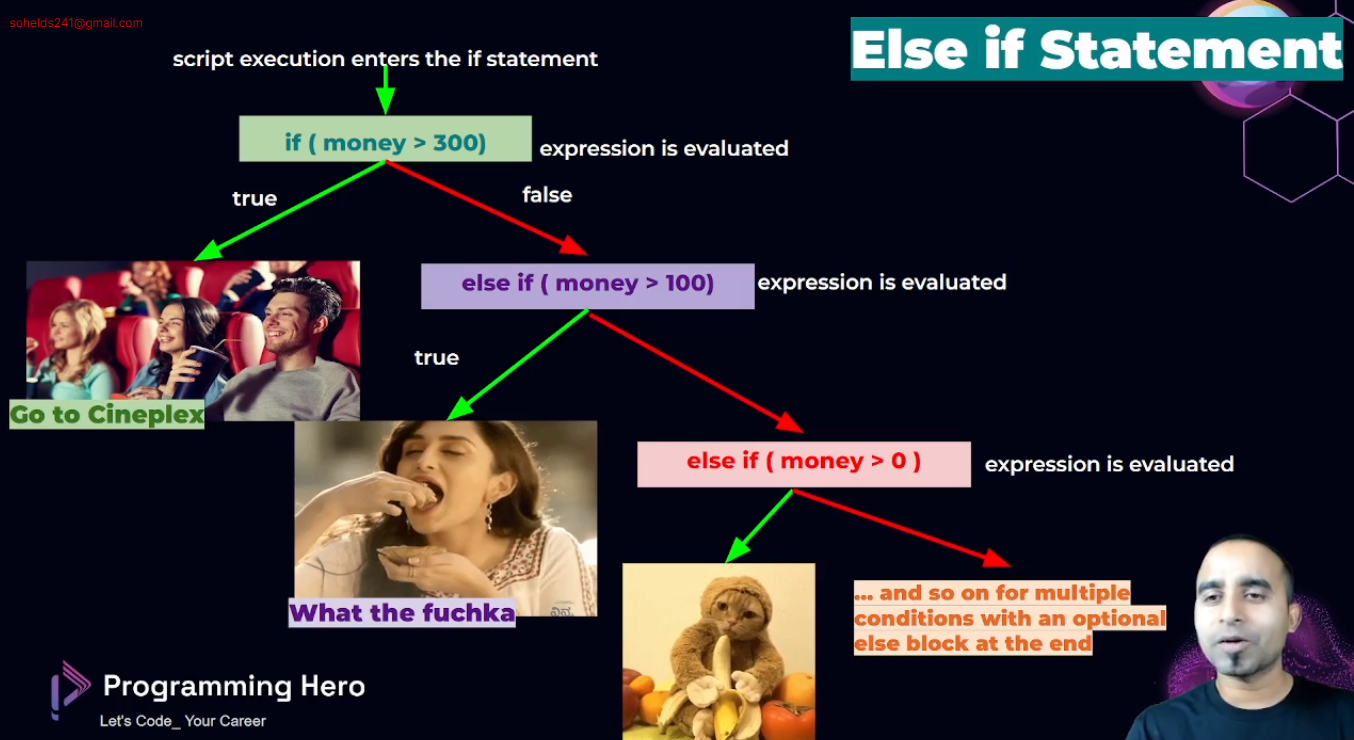 sohelds241@gmail.com
Else if Statement
script execution enters the if statement
if ( money > 300)
expression is evaluated
true
false
else if ( money > 100)
expression is evaluated
true
Go to Cineplex
else if ( money > 0 )
expression is evaluated
What the fuchka
... and so on for multiple
conditions with an optional
else block at the end
Programming Hero
Let's Code_ Your Career